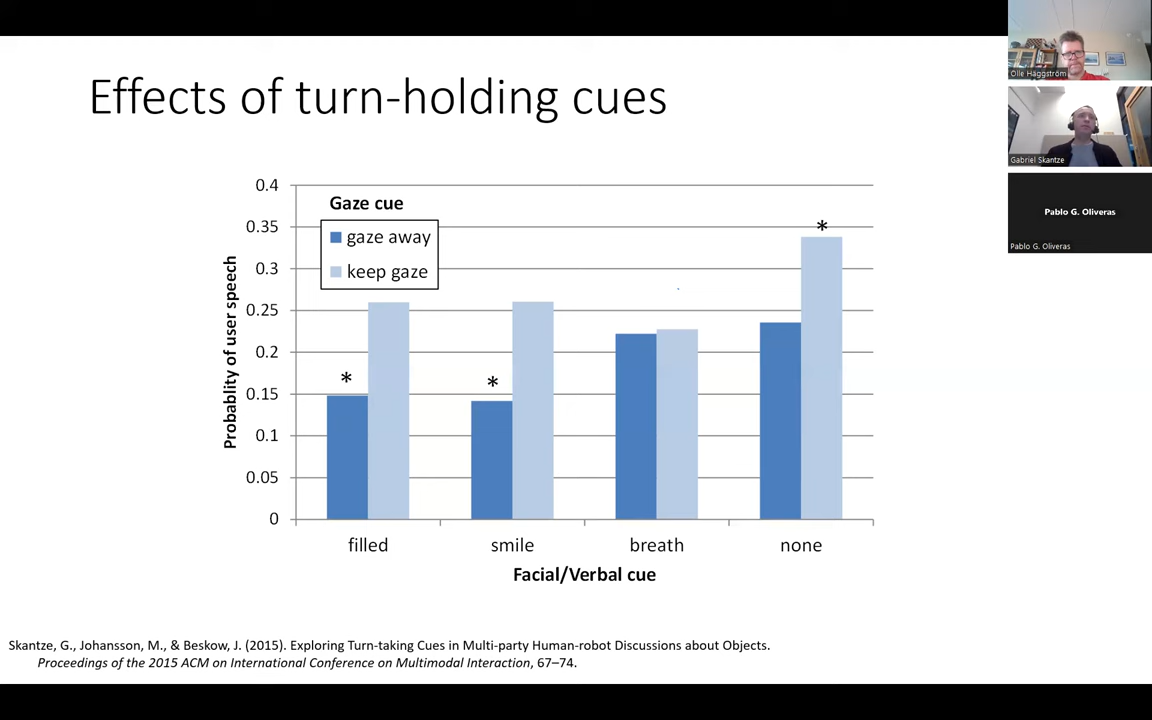 Effects of turn-holding cues
Olle Häggström
Gabriel Skantze
Pablo G. Oliveras
Pablo G. Oliveras
Gaze cue
gaze away
keep gaze
Probablity of user speech
0.4
0.35
0.3
0.25
0.2
0.15
0.1
0.05
0
*
*
*
filled smile breath none
Facial/Verbal cue
Skantze, G., Johansson, M., & Beskow, J. (2015). Exploring Turn-taking Cues in Multi-party Human-robot Discussions about Objects.
Proceedings of the 2015 ACM on International Conference on Multimodal Interaction, 67–74.